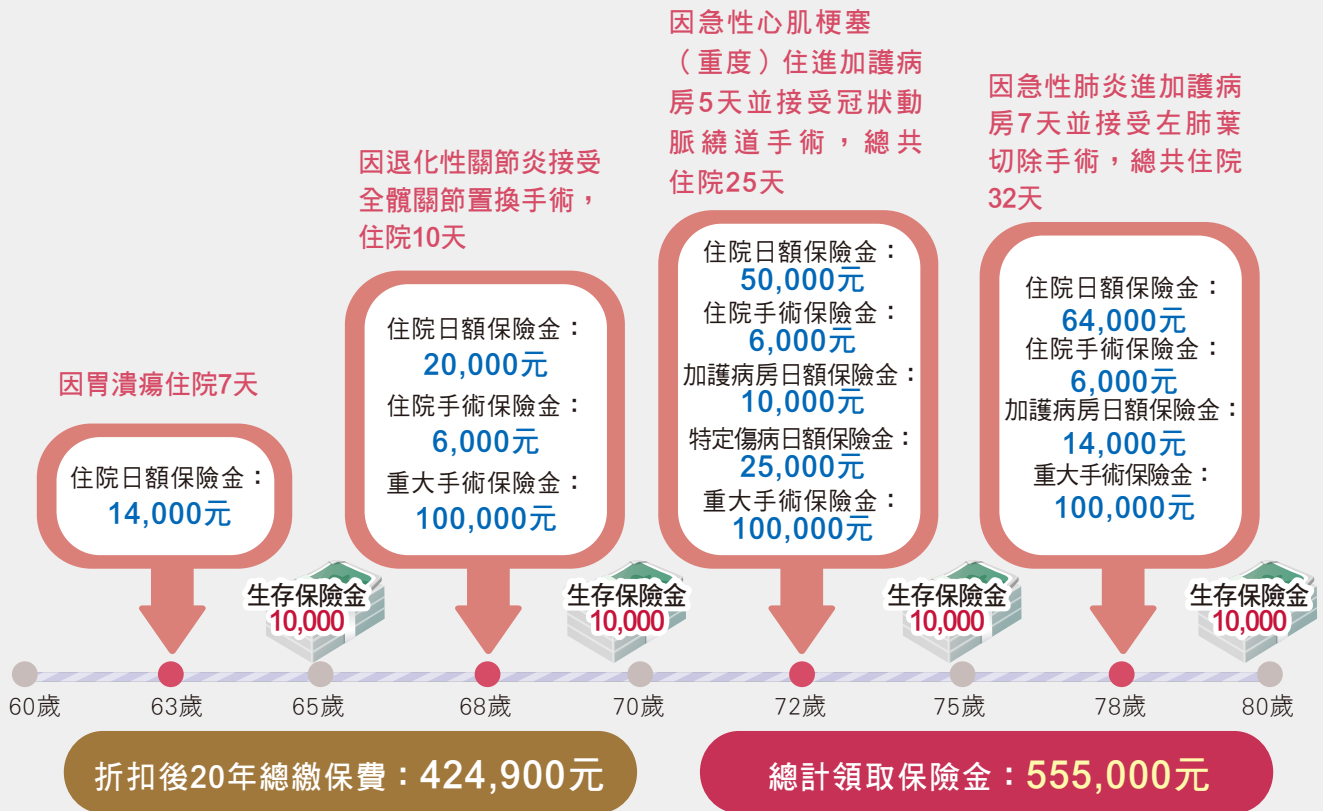 因胃潰瘍住院7天
住院日額保險金：
14,000元
因退化性關節炎接受
全髖關節置換手術，
住院10天
住院日額保險金：
20,000元
住院手術保險金：
6,000元
重大手術保險金：
100,000元
因急性心肌梗塞
（重度）住進加護病
房5天並接受冠狀動
脈繞道手術，總共
住院25天
住院日額保險金：
50,000元
住院手術保險金：
6,000元
加護病房日額保險金：
10,000元
特定傷病日額保險金：
25,000元
重大手術保險金：
100,000元
因急性肺炎進加護病
房7天並接受左肺葉
切除手術，總共住院
32天
住院日額保險金：
64,000元
住院手術保險金：
6,000元
加護病房日額保險金：
14,000元
重大手術保險金：
100,000元
生存保險金
10,000
生存保險金
10,000
生存保險金
10,000
生存保險金
10,000
60歲
63歲
65歲
68歲
70歲
72歲
75歲
78歲
80歲
折扣後20年總繳保費：424,900元
總計領取保險金：555,000元